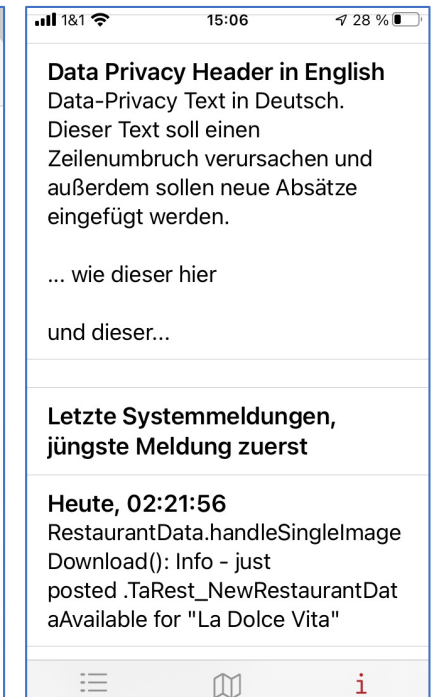 1&1 15:06 28 %
Data Privacy Header in English
Data-Privacy Text in Deutsch.
Dieser Text soll einen
Zeilenumbruch verursachen und
außerdem sollen neue Absätze
eingefügt werden.
... wie dieser hier
und dieser...
Letzte Systemmeldungen,
jüngste Meldung zuerst
Heute, 02:21:56
RestaurantData.handleSingleImage
Download(): Info - just
posted .TaRest_NewRestaurantDat
aAvailable for "La Dolce Vita"
i